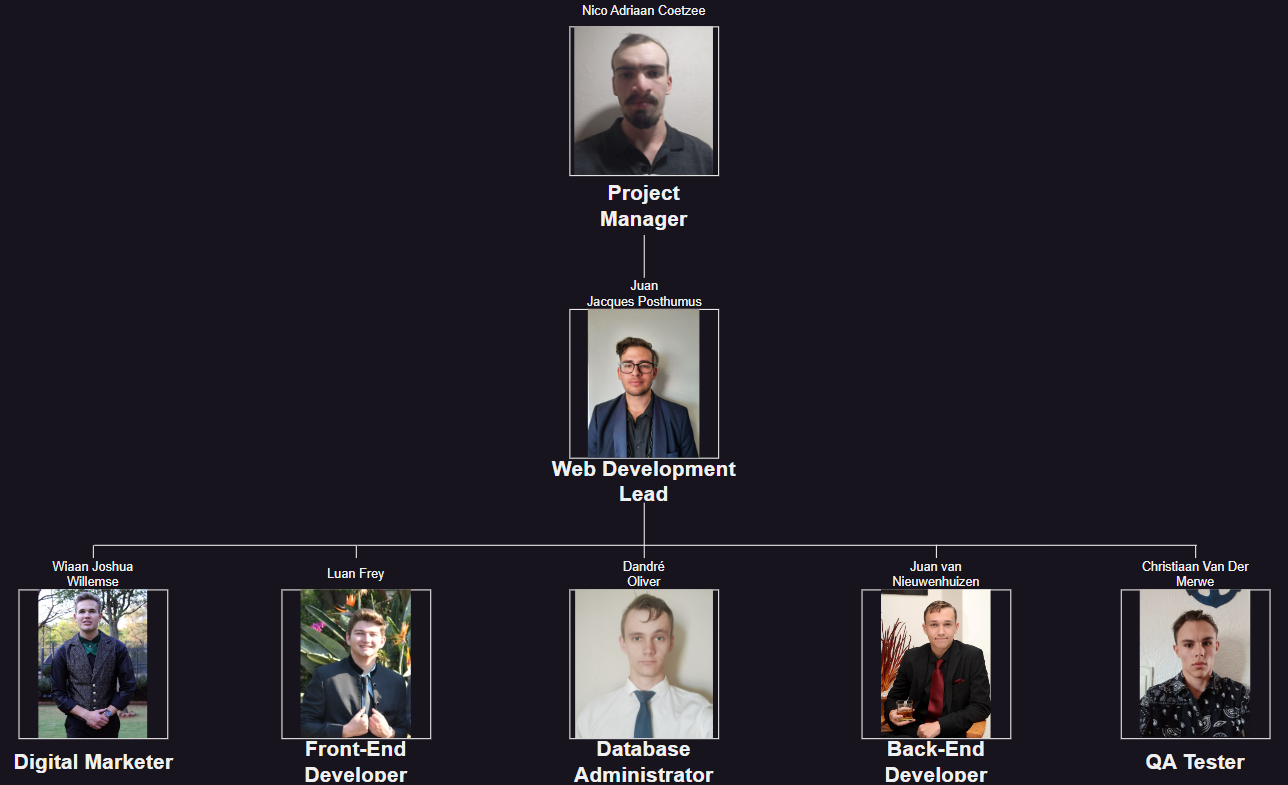 Nico Adriaan Coetzee
Project
Manager
Juan
Jacques Posthumus
Web Development
Lead
Wiaan Joshua
Willemse
Luan Frey
Dandré
Oliver
Juan van
Nieuwenhuizen
Christiaan Van Der
Merwe
Digital Marketer
Front-End
Developer
Database
Administrator
Back-End
Developer
QA Tester